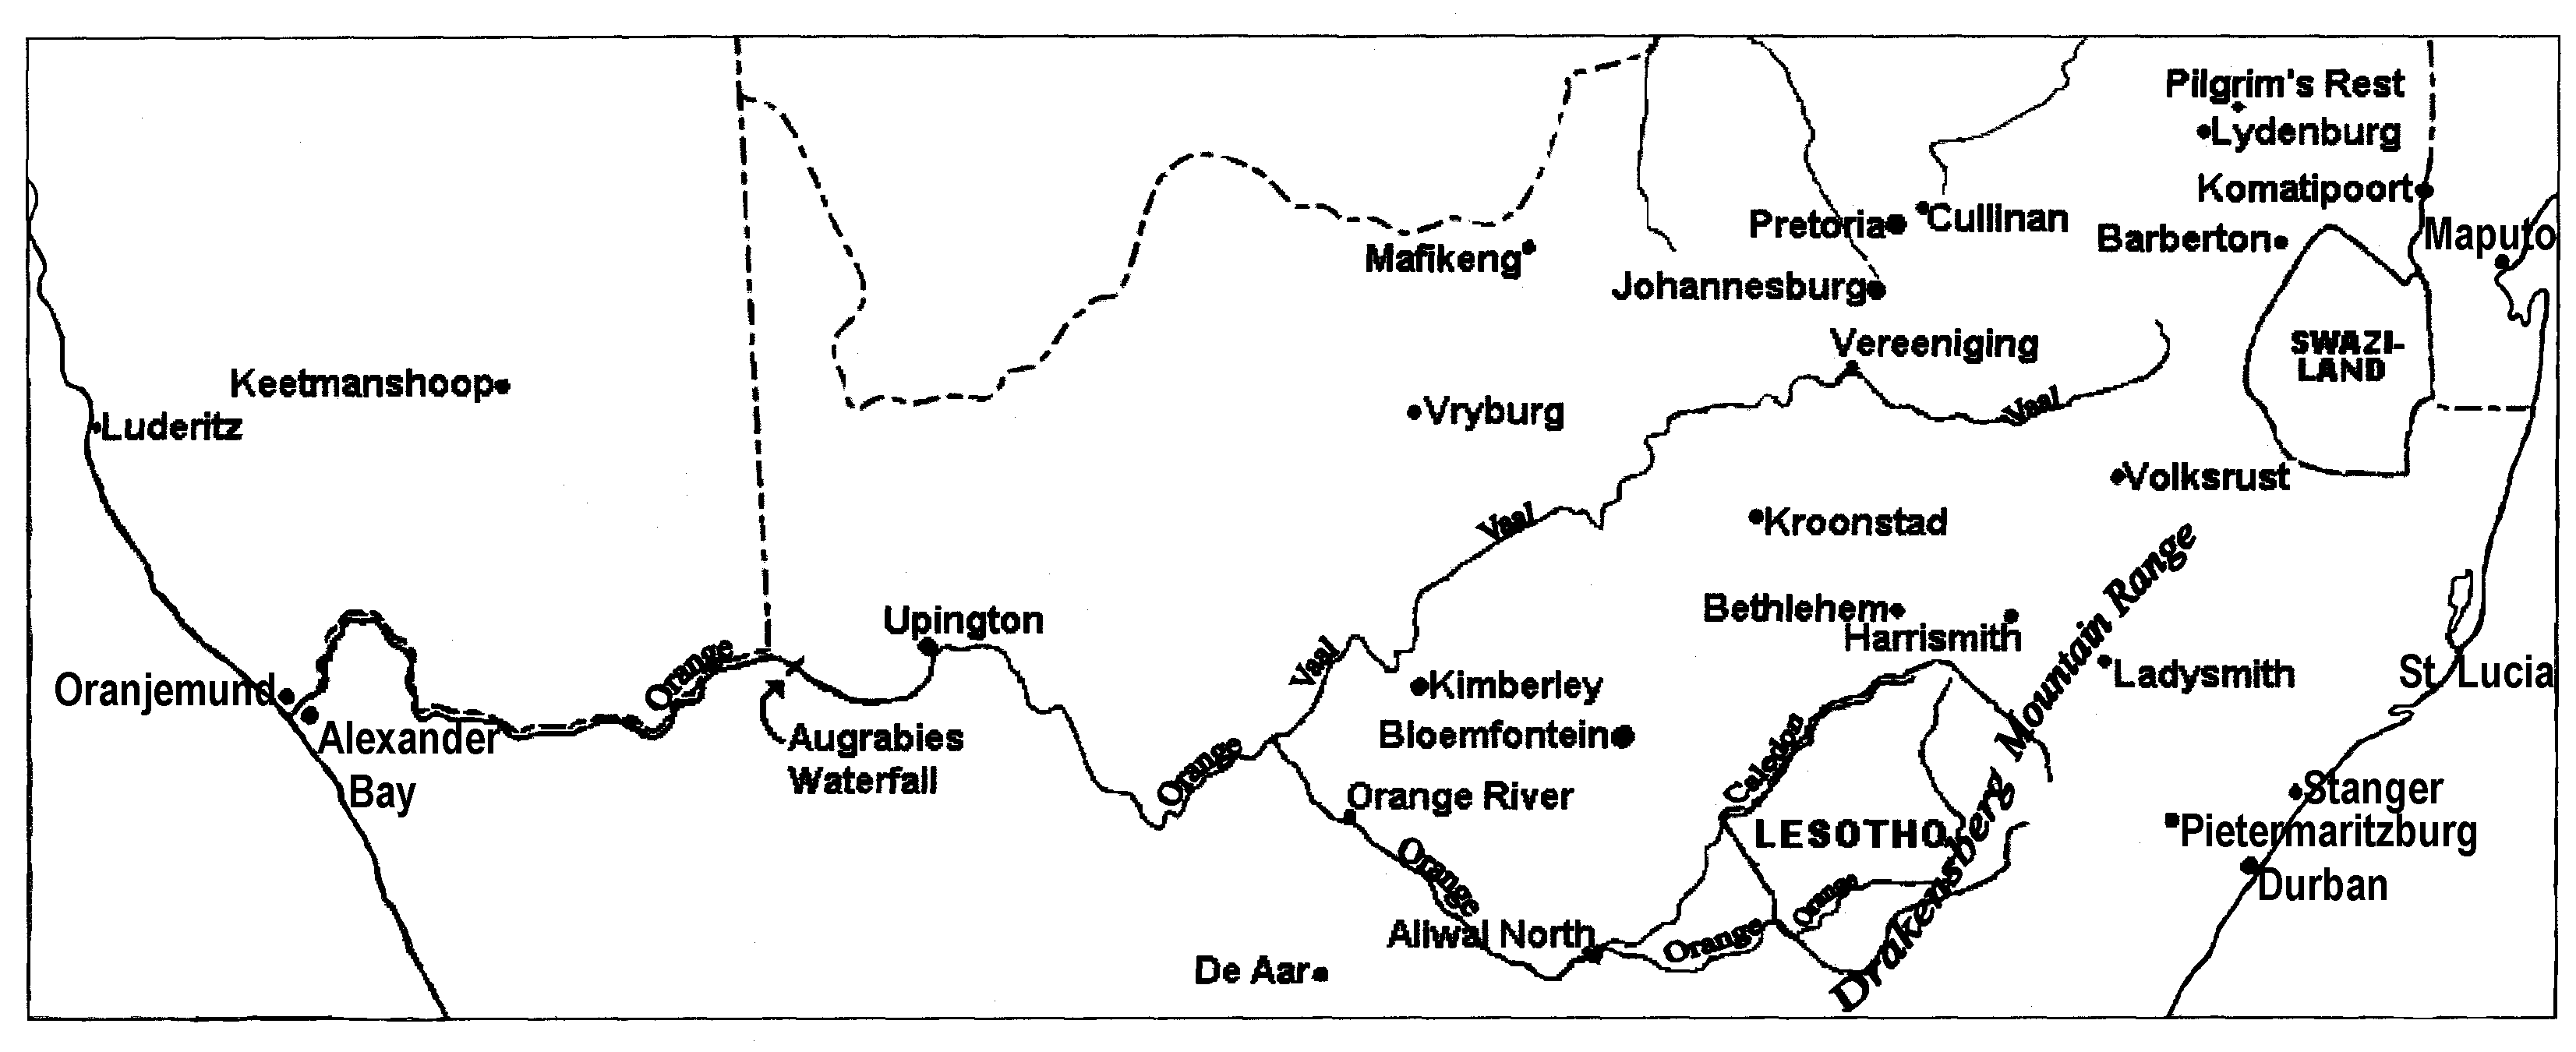 Pilgrim's Rest
Lydenburg
Komatipoort
Pretoria
Cullinan
Maputo
Mafikeng
Barberton
Johannesburg
Vereeniging
SWAZI-
LAND
Keetmanshoop
Luderitz
Vryburg
Vaal
Volksrust
Vaal
Kroonstad
Upington
Bethlehem
Harrismith
Vaal
Orange
Oranjemund
Kimberley
Ladysmith
St. Lucia
Alexander
Bay
Augrabies
Waterfall
Bloemfontein
Orange
Caledon
Orange River
Stanger
LESOTHO
Pietermaritzburg
Orange
Orange
Durban
Aliwal North
Orange
De Aar
Drakensberg Mountain Range